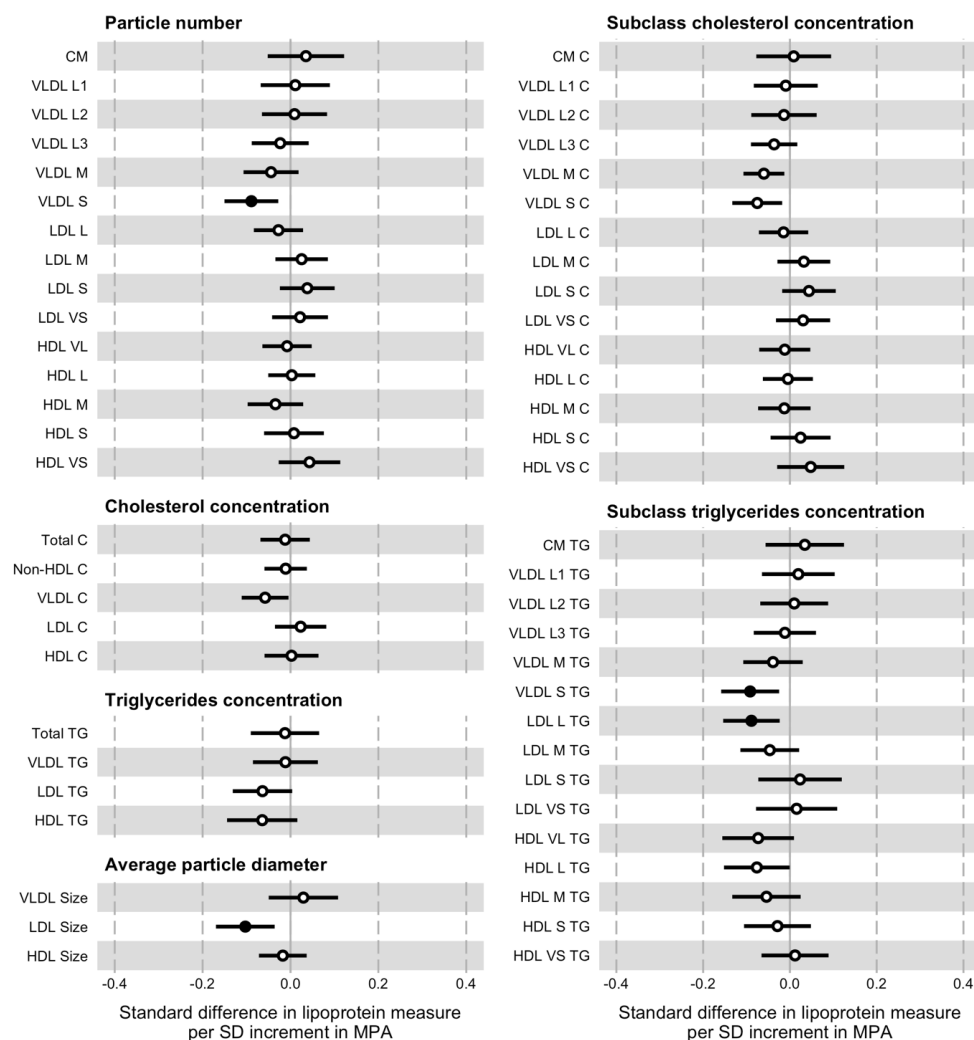 Particle number
CM
VLDL L1
VLDL L2
VLDL L3
VLDL M
VLDL S
LDL L
LDL M
LDL S
LDL VS
HDL VL
HDL L
HDL M
HDL S
HDL VS
Cholesterol concentration
Total C
Non-HDL C
VLDL C
LDL C
HDL C
Triglycerides concentration
Total TG
VLDL TG
LDL TG
HDL TG
Average particle diameter
VLDL Size
LDL Size
HDL Size
-0.4 -0.2 0.0 0.2 0.4
Standard difference in lipoprotein measure
per SD increment in MPA
Subclass cholesterol concentration
CM C
VLDL L1 C
VLDL L2 C
VLDL L3 C
VLDL M C
VLDL S C
LDL L C
LDL M C
LDL S C
LDL VS C
HDL VL C
HDL L C
HDL M C
HDL S C
HDL VS C
Subclass triglycerides concentration
CM TG
VLDL L1 TG
VLDL L2 TG
VLDL L3 TG
VLDL M TG
VLDL S TG
LDL L TG
LDL M TG
LDL S TG
LDL VS TG
HDL VL TG
HDL L TG
HDL M TG
HDL S TG
HDL VS TG
-0.4 -0.2 0.0 0.2 0.4
Standard difference in lipoprotein measure
per SD increment in MPA